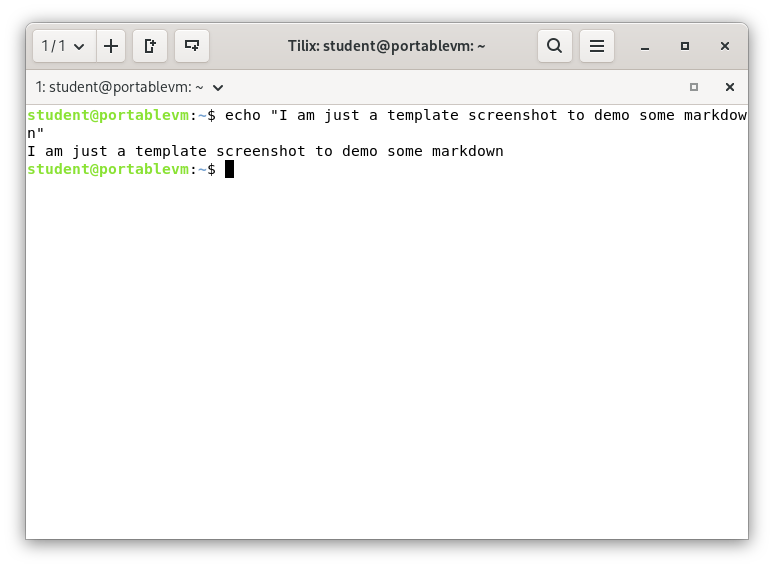 1 / 1
Tilix: student@portablevm: ~
1: student@portablevm: ~
student@portablevm:~$ echo "I am just a template screenshot to demo some markdow
n"
I am just a template screenshot to demo some markdown
student@portablevm:~$